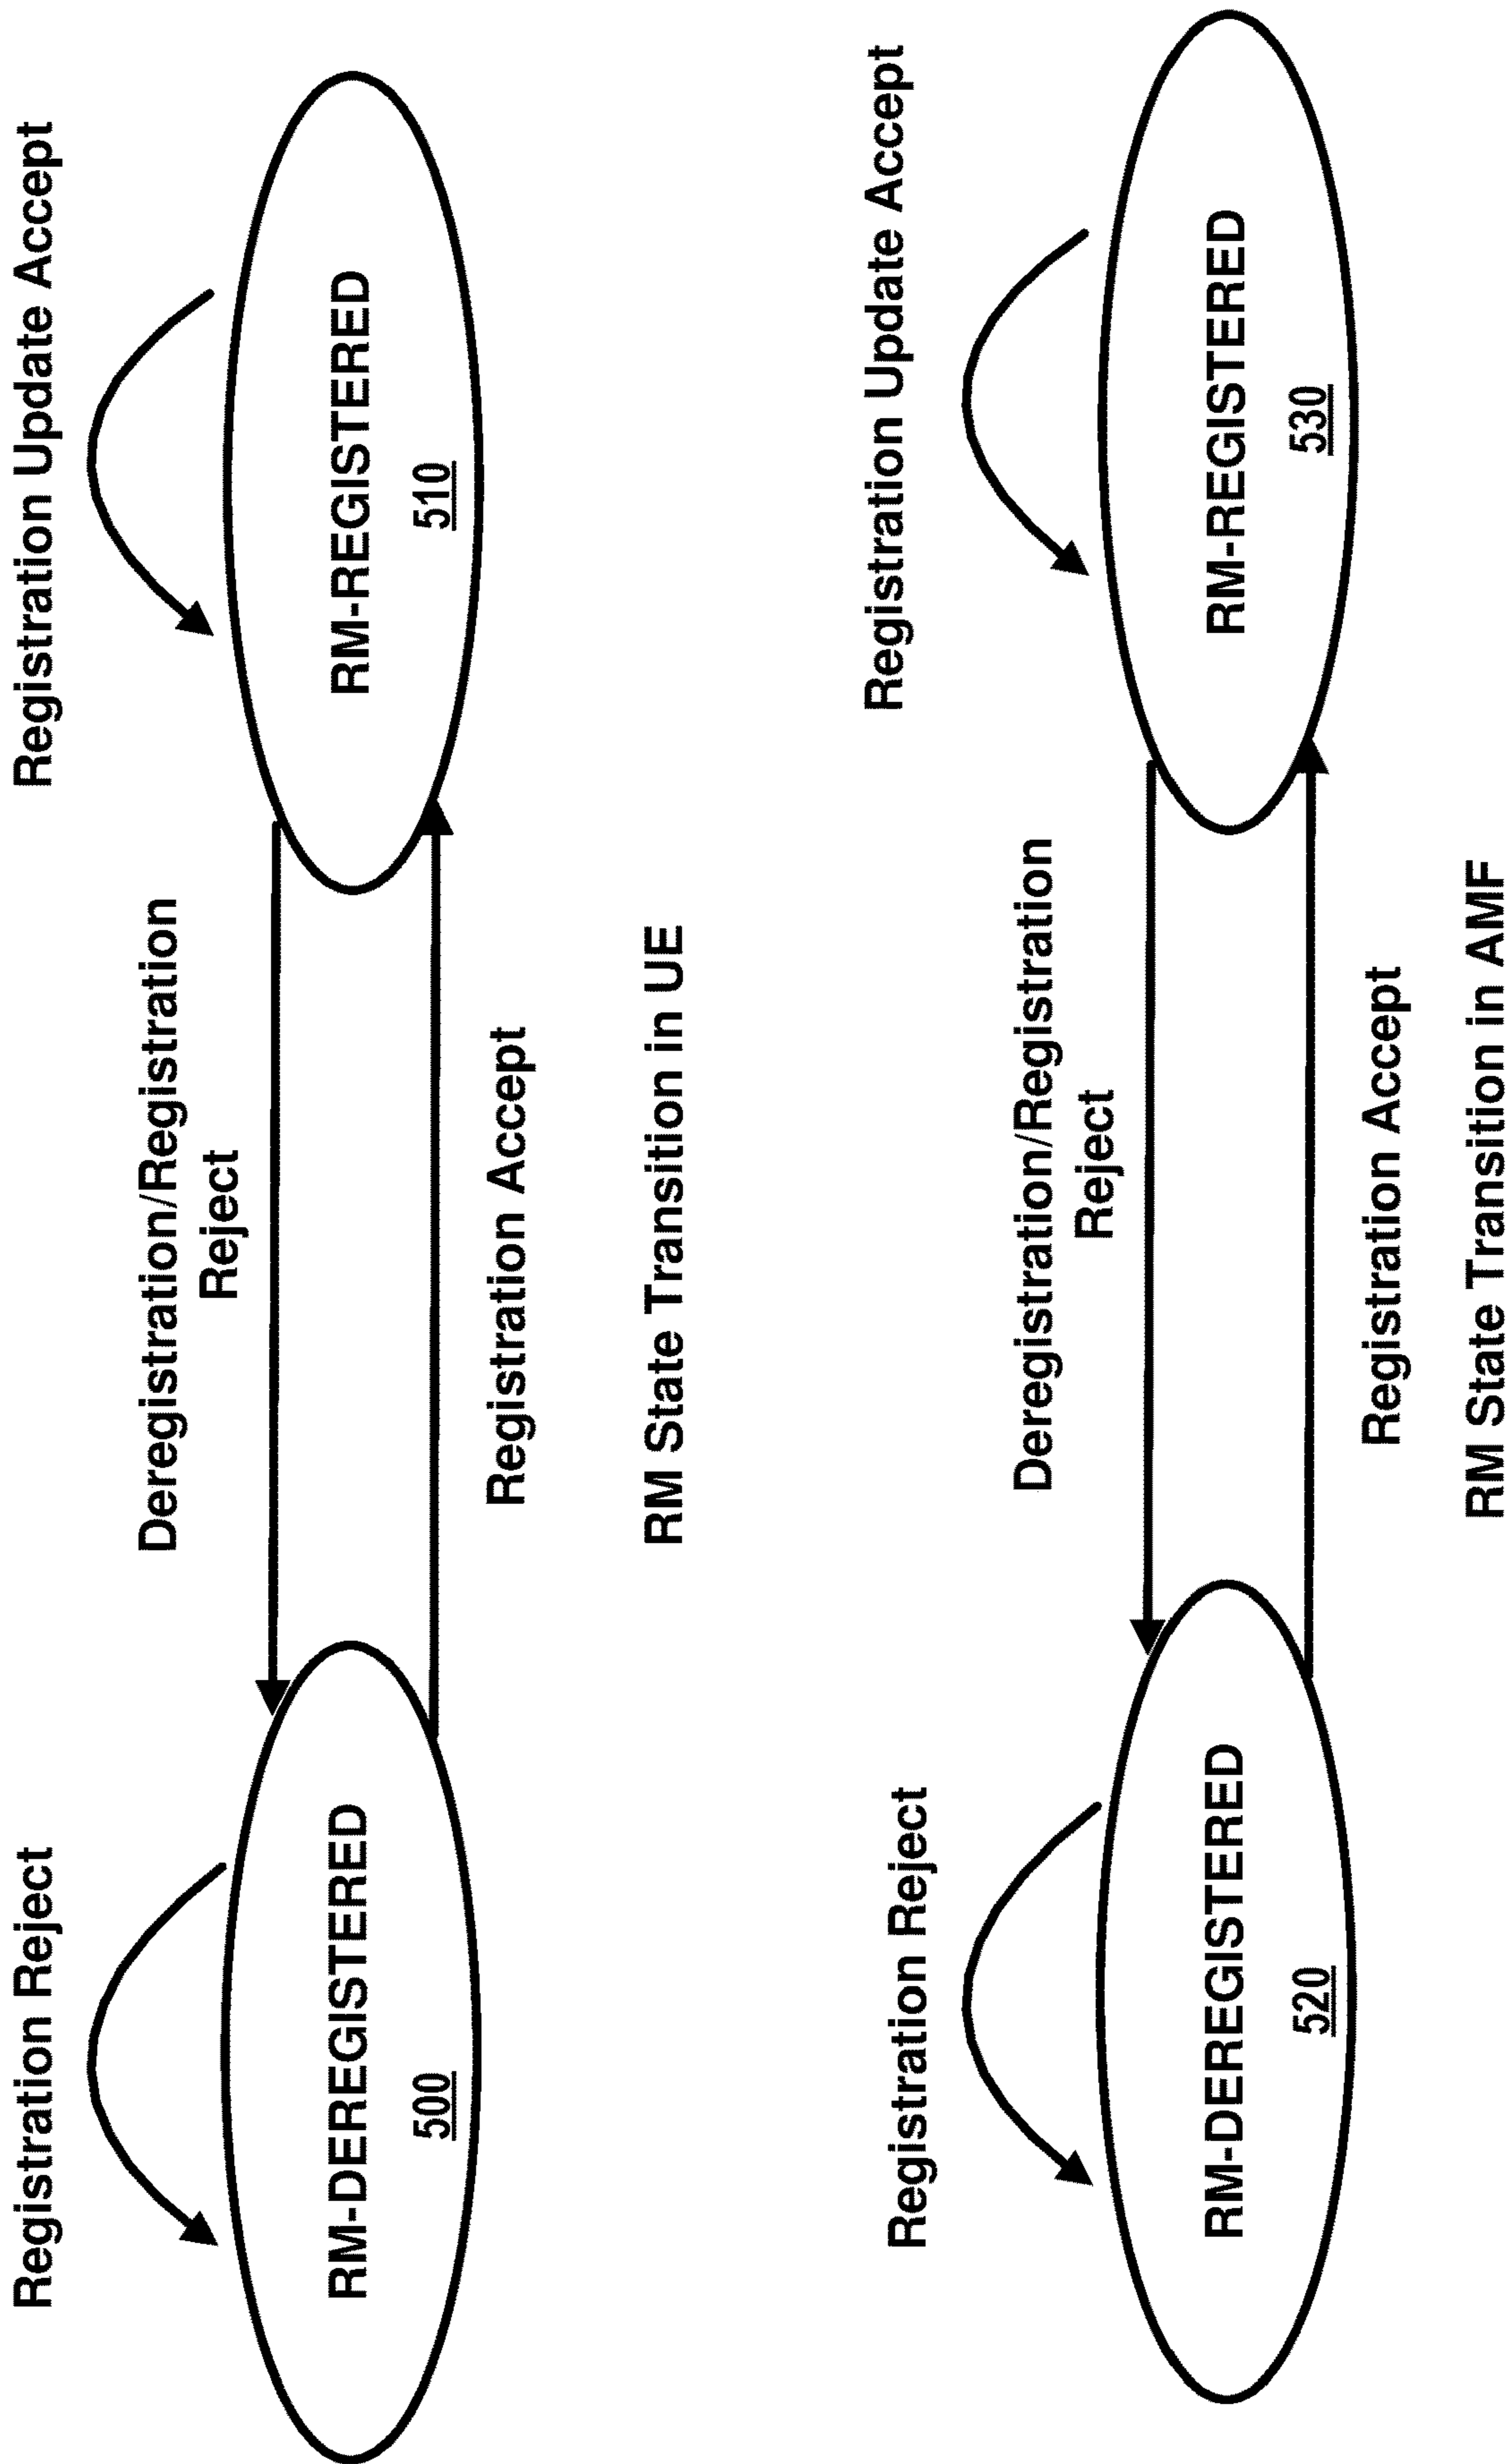 Registration Reject
Registration Update Accept
Deregistration/Registration
Reject
RM-DEREGISTERED
500
RM-REGISTERED
510
Registration Accept
RM State Transition in UE
Registration Reject
Registration Update Accept
Deregistration/Registration
Reject
RM-DEREGISTERED
520
RM-REGISTERED
530
Registration Accept
RM State Transition in AMF